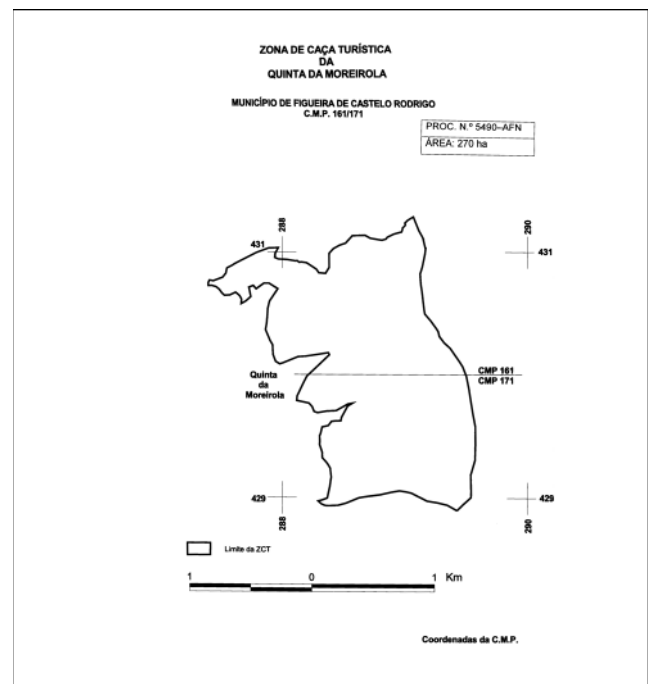 ZONA DE CAÇA TURÍSTICA
DA
QUINTA DA MOREIROLA
MUNICÍPIO DE FIGUEIRA DE CASTELO RODRIGO
C.M.P. 161/171
PROC. N.º 5490–AFN
ÁREA: 270 ha
288
290
431
431
CMP 161
CMP 171
Quinta
da
Moreirola
429
429
288
290
Limite da ZCT
1 0 1 Km
Coordenadas da C.M.P.